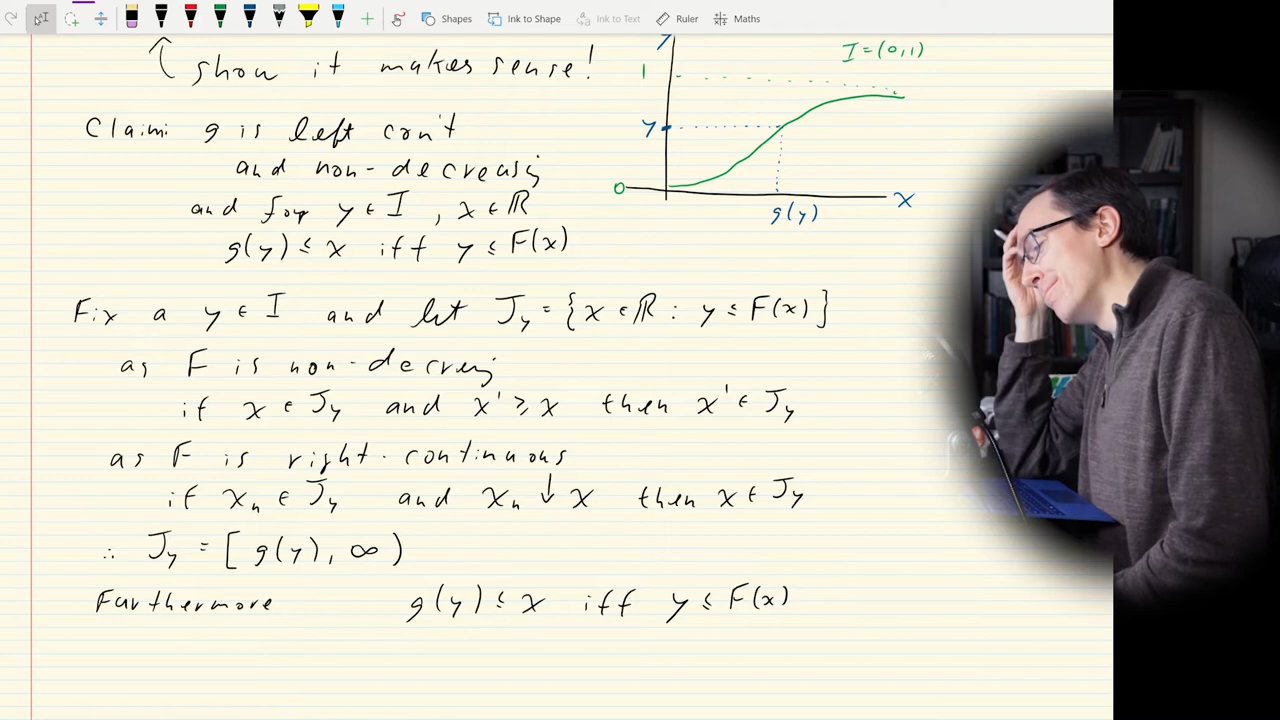 Shapes Ink to Shape Ink to Text Ruler Maths
show it makes sense!
Claim: g is left con't
and non-decreasing
and for y ∈ I , x ∈ ℝ
g(y) ≤ x iff y ≤ F(x)
y
I = (0,1)
1
y
0
g(y)
x
Fix a y ∈ I and let J_y = { x ∈ ℝ : y ≤ F(x) }
as F is non-decreing
if x ∈ J_y and x' ≥ x then x' ∈ J_y
as F is right-continuous
if x_n ∈ J_y and x_n ↓ x then x ∈ J_y
∴ J_y = [ g(y), ∞ )
Furthermore g(y) ≤ x iff y ≤ F(x)